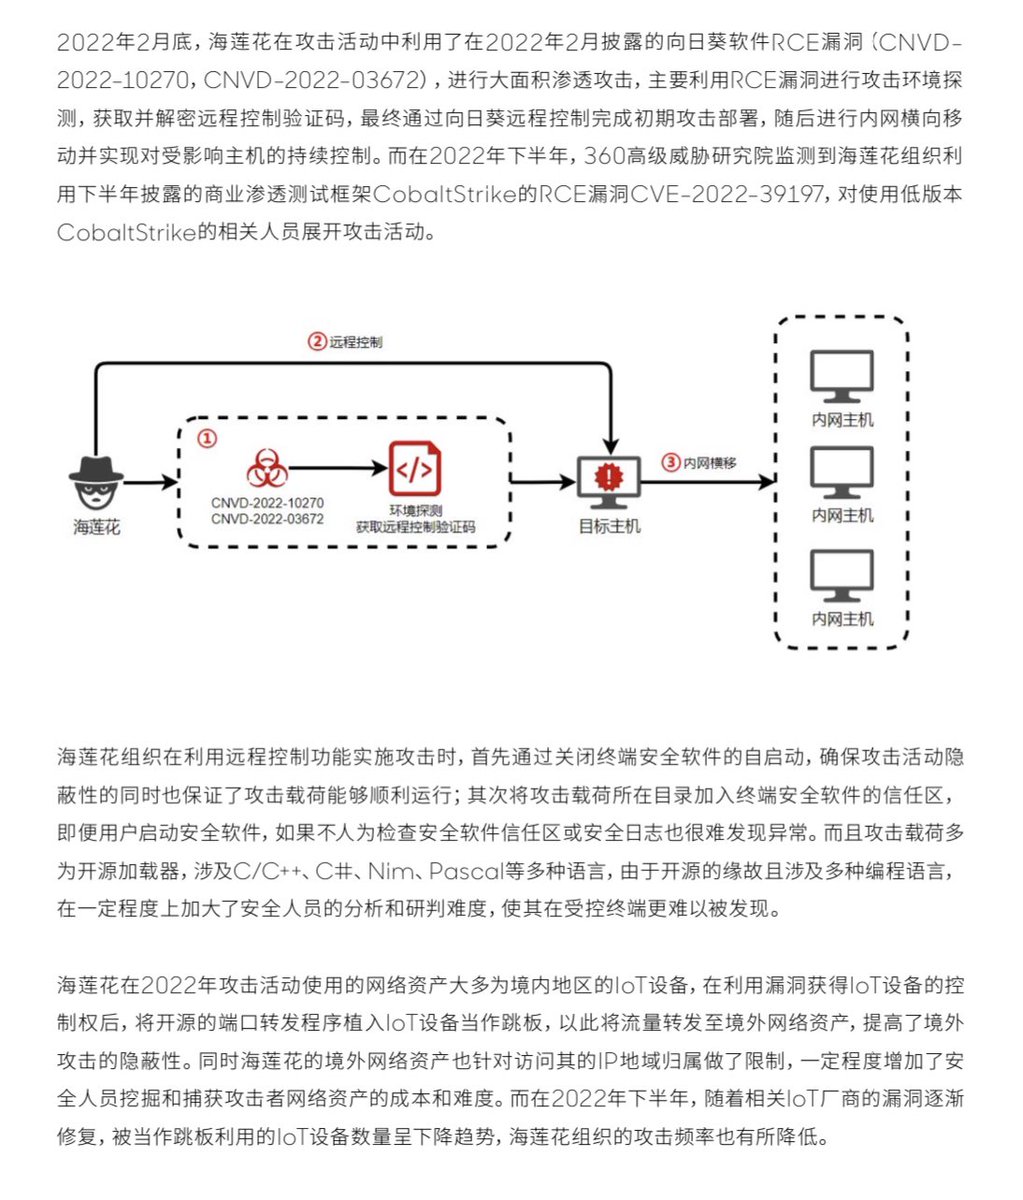 2022年2月底，海莲花在攻击活动中利用了在2022年2月披露的向日葵软件RCE漏洞（CNVD-
2022-10270，CNVD-2022-03672），进行大面积渗透攻击，主要利用RCE漏洞进行攻击环境探
测，获取并解密远程控制验证码，最终通过向日葵远程控制完成初期攻击部署，随后进行内网横向移
动并实现对受影响主机的持续控制。而在2022年下半年，360高级威胁研究院监测到海莲花组织利
用下半年披露的商业渗透测试框架CobaltStrike的RCE漏洞CVE-2022-39197，对使用低版本
CobaltStrike的相关人员展开攻击活动。
②远程控制
①
CNVD-2022-10270
CNVD-2022-03672
环境探测
获取远程控制验证码
海莲花
目标主机
③内网横移
内网主机
内网主机
内网主机
海莲花组织在利用远程控制功能实施攻击时，首先通过关闭终端安全软件的自启动，确保攻击活动隐
蔽性的同时也保证了攻击载荷能够顺利运行；其次将攻击载荷所在目录加入终端安全软件的信任区，
即便用户启动安全软件，如果不人为检查安全软件信任区或安全日志也很难发现异常。而且攻击载荷多
为开源加载器，涉及C/C++、C#、Nim、Pascal等多种语言，由于开源的缘故且涉及多种编程语言，
在一定程度上加大了安全人员的分析和研判难度，使其在受控终端更难以被发现。
海莲花在2022年攻击活动使用的网络资产大多为境内地区的IoT设备，在利用漏洞获得IoT设备的控
制权后，将开源的端口转发程序植入IoT设备当作跳板，以此将流量转发至境外网络资产，提高了境外
攻击的隐蔽性。同时海莲花的境外网络资产也针对访问其的IP地域归属做了限制，一定程度增加了安
全人员挖掘和捕获攻击者网络资产的成本和难度。而在2022年下半年，随着相关IoT厂商的漏洞逐渐
修复，被当作跳板利用的IoT设备数量呈下降趋势，海莲花组织的攻击频率也有所降低。